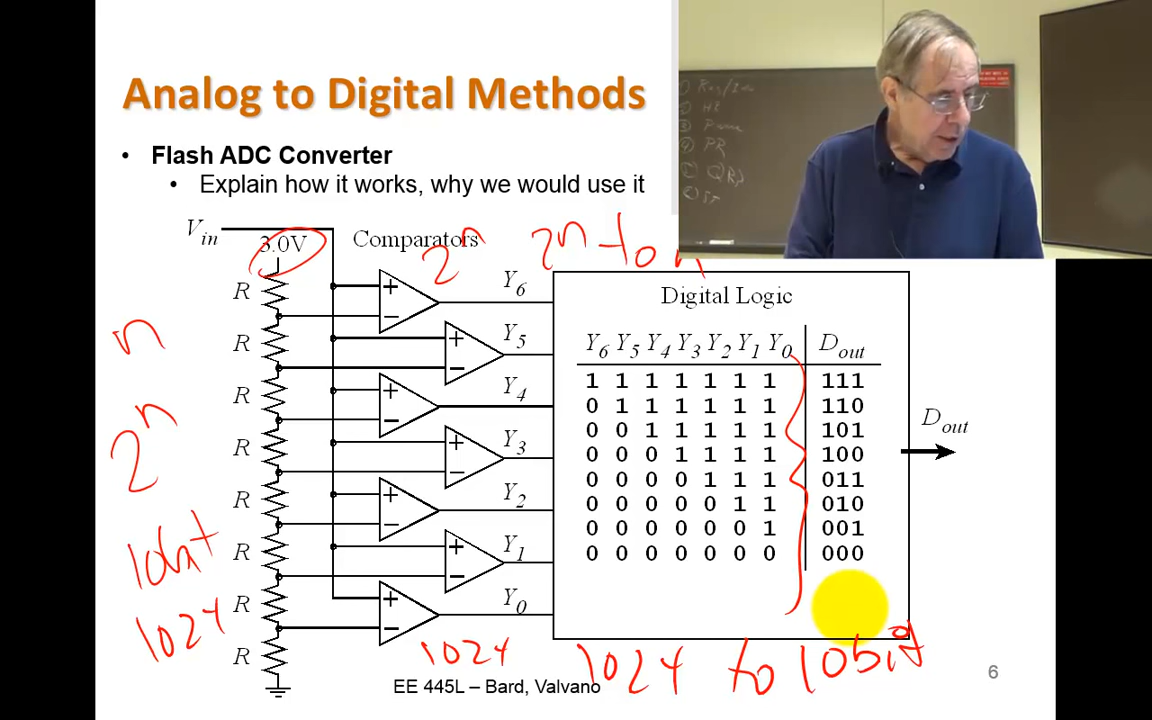 Analog to Digital Methods
• Flash ADC Converter
• Explain how it works, why we would use it
Vin
3.0V
Comparators
2^n
2^n to n
R
R
R
R
R
R
R
R
n
2^n
10bit
1024
Y6
Y5
Y4
Y3
Y2
Y1
Y0
1024
Digital Logic
Y6 Y5 Y4 Y3 Y2 Y1 Y0 Dout
1 1 1 1 1 1 1 111
0 1 1 1 1 1 1 110
0 0 1 1 1 1 1 101
0 0 0 1 1 1 1 100
0 0 0 0 1 1 1 011
0 0 0 0 0 1 1 010
0 0 0 0 0 0 1 001
0 0 0 0 0 0 0 000
Dout
1024 to 10big
EE 445L – Bard, Valvano
6